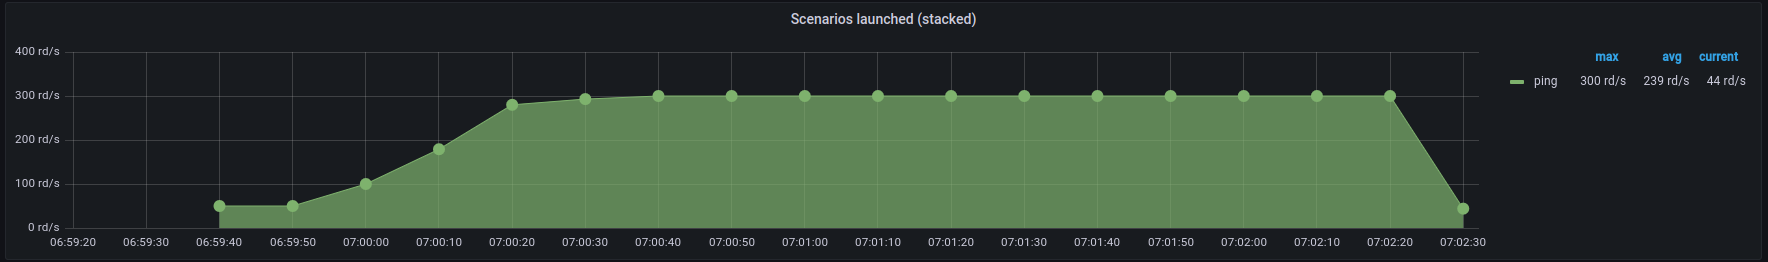 Scenarios launched (stacked)
400 rd/s
300 rd/s
200 rd/s
100 rd/s
0 rd/s
06:59:20 06:59:30 06:59:40 06:59:50 07:00:00 07:00:10 07:00:20 07:00:30 07:00:40 07:00:50 07:01:00 07:01:10 07:01:20 07:01:30 07:01:40 07:01:50 07:02:00 07:02:10 07:02:20 07:02:30
max avg current
ping 300 rd/s 239 rd/s 44 rd/s